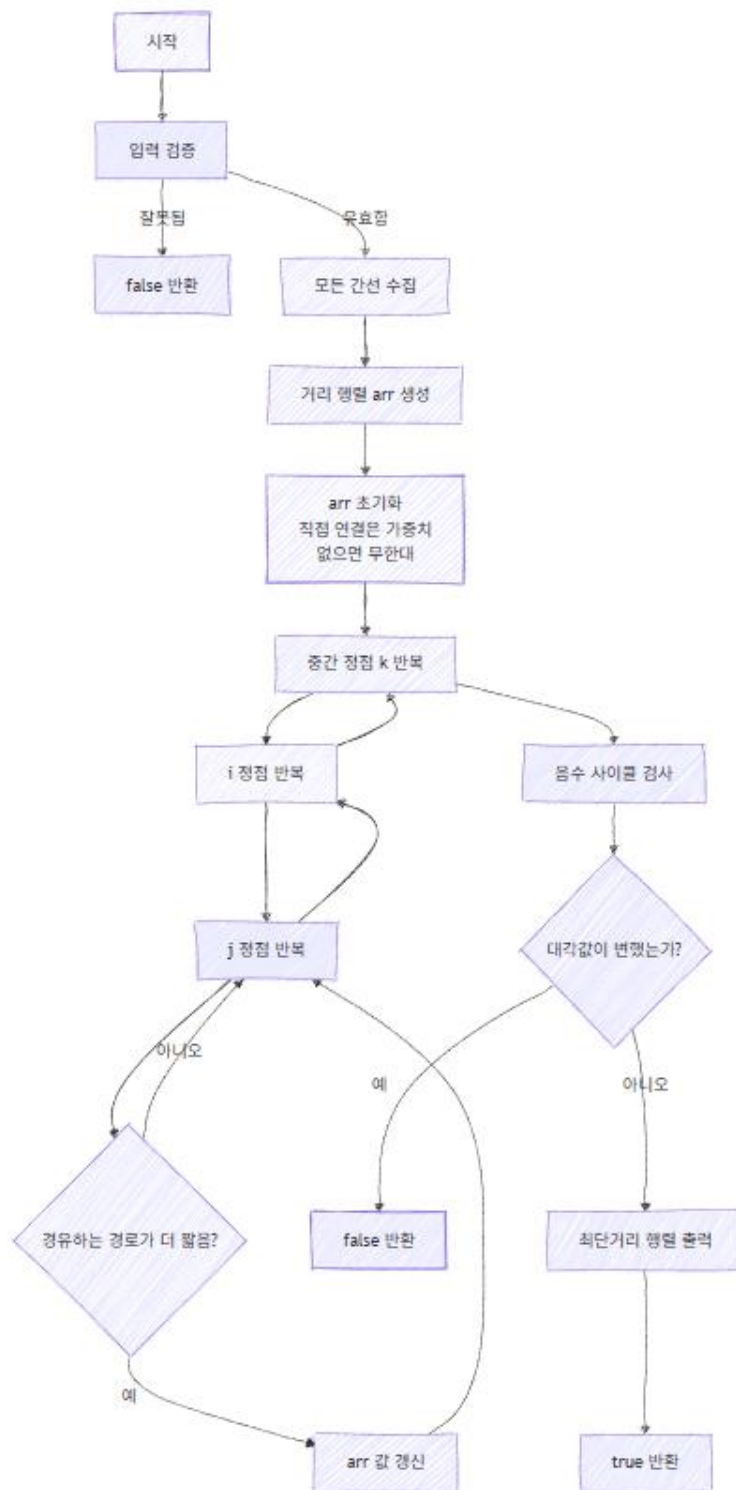 시작
입력 검증
잘못됨
유효함
false 반환
모든 간선 수집
거리 행렬 arr 생성
arr 초기화
직접 연결은 가중치
없으면 무한대
중간 정점 k 반복
i 정점 반복
음수 사이클 검사
j 정점 반복
대각값이 변했는가?
아니오
예
아니오
경유하는 경로가 더 짧음?
false 반환
최단거리 행렬 출력
예
arr 값 갱신
true 반환